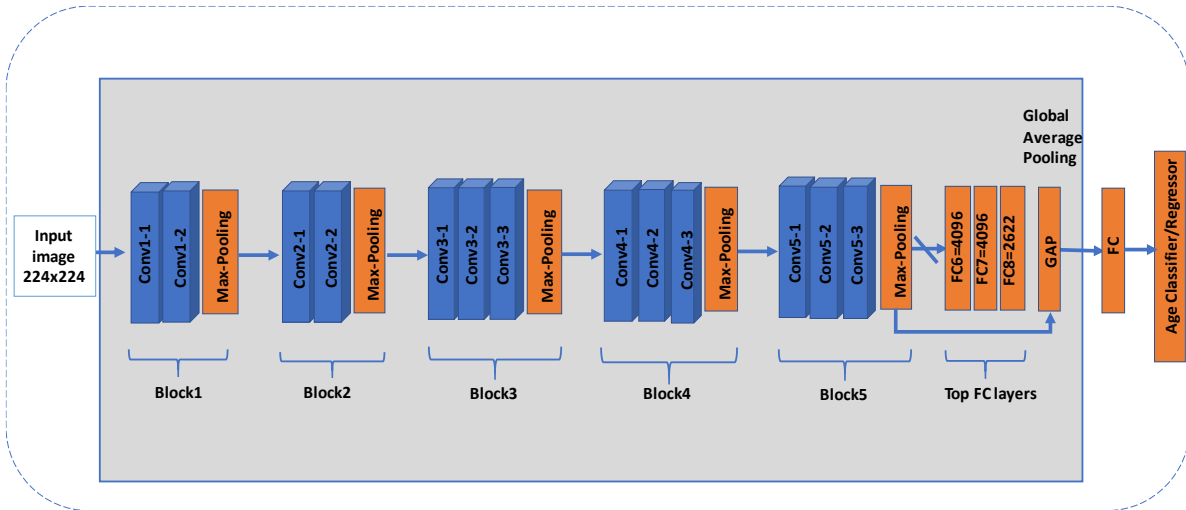 Global
Average
Pooling
Input
image
224x224
Conv1-1
Conv1-2
Max-Pooling
Conv2-1
Conv2-2
Max-Pooling
Conv3-1
Conv3-2
Conv3-3
Max-Pooling
Conv4-1
Conv4-2
Conv4-3
Max-Pooling
Conv5-1
Conv5-2
Conv5-3
Max-Pooling
FC6=4096
FC7=4096
FC8=2622
GAP
FC
Age Classifier/Regressor
Block1
Block2
Block3
Block4
Block5
Top FC layers